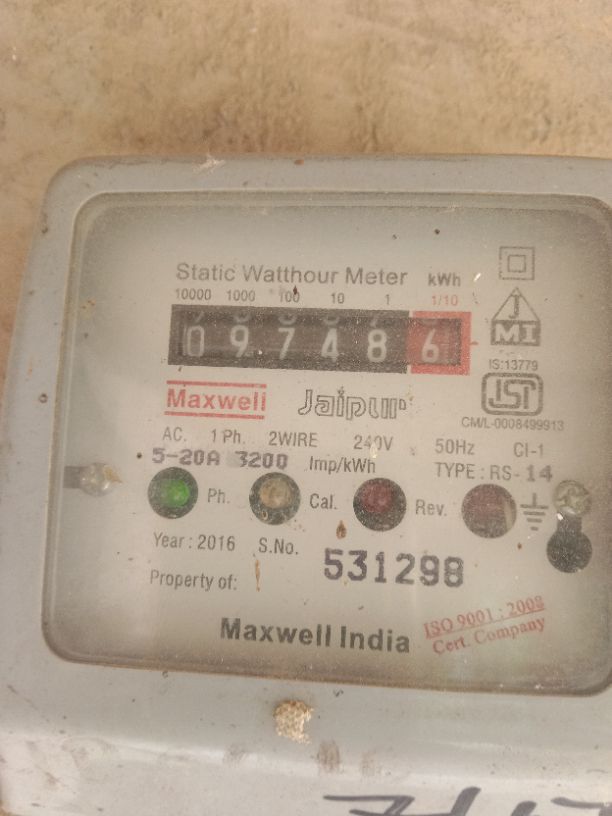 Static Watthour Meter kWh
10000 1000 100 10 1 1/10
0 9 7 4 8 6
J
MI
IS:13779
Maxwell Jaipur
ISI
CM/L-0008499913
AC. 1 Ph. 2WIRE 240V 50Hz Cl-1
5-20A 3200 Imp/kWh TYPE : RS-14
Ph. Cal. Rev.
Year : 2016 S.No. 531298
Property of:
Maxwell India
ISO 9001 : 2008
Cert. Company